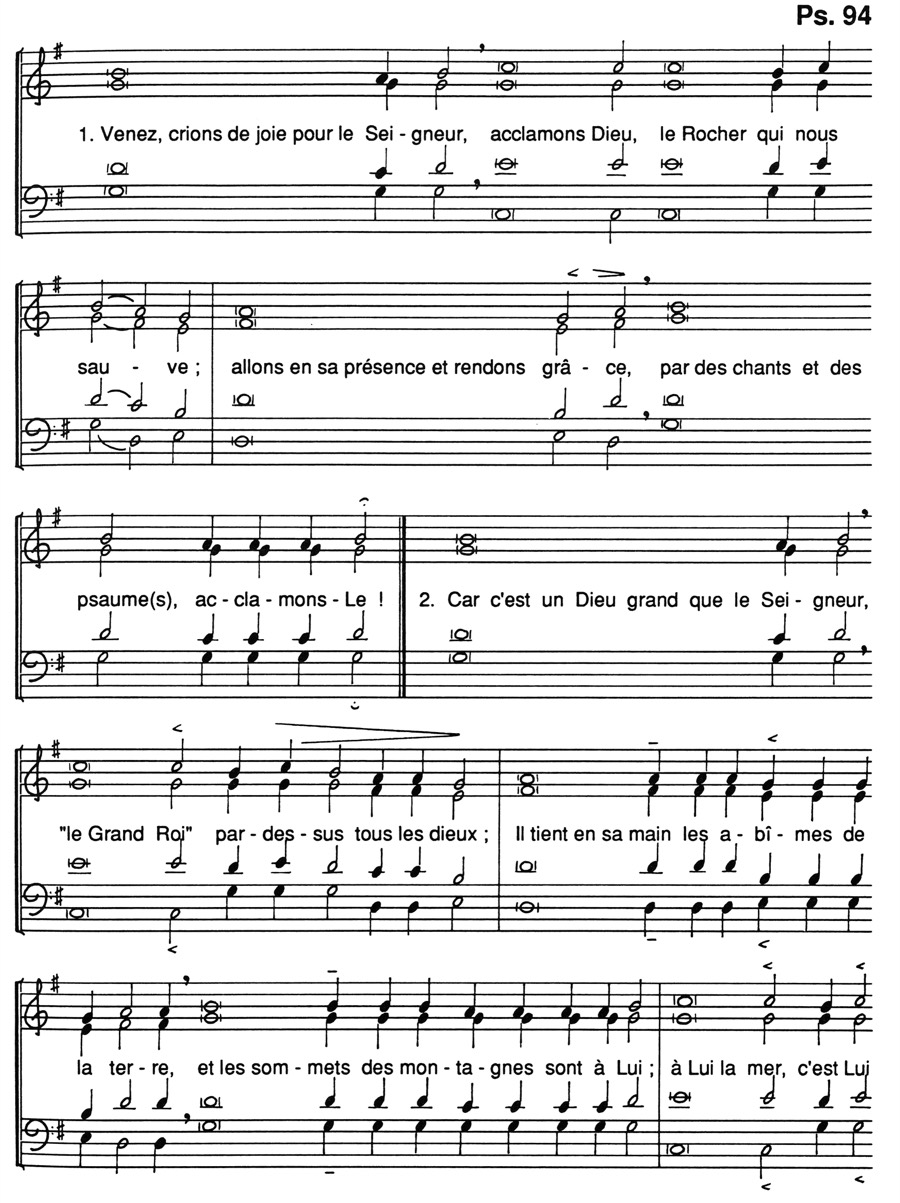 Ps. 94
1. Venez, crions de joie pour le Sei - gneur, acclamons Dieu, le Rocher qui nous
sau - ve ; allons en sa présence et rendons grâ - ce, par des chants et des
psaume(s), ac - cla - mons - Le ! 2. Car c'est un Dieu grand que le Sei - gneur,
"le Grand Roi" par - des - sus tous les dieux ; Il tient en sa main les a - bî - mes de
la ter - re, et les som - mets des mon - ta - gnes sont à Lui ; à Lui la mer, c'est Lui